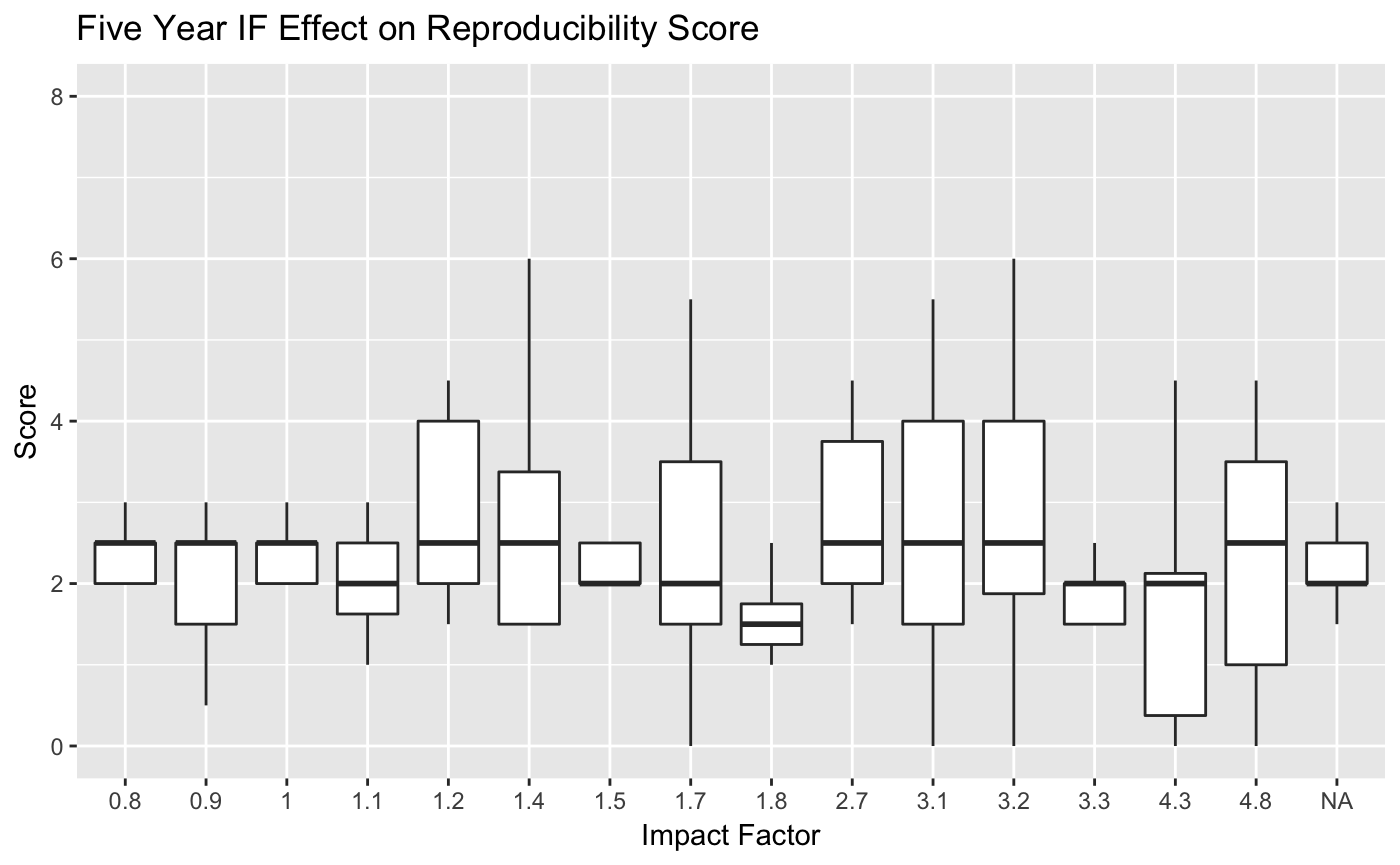 Five Year IF Effect on Reproducibility Score
8
6
4
2
0
Score
0.8 0.9 1 1.1 1.2 1.4 1.5 1.7 1.8 2.7 3.1 3.2 3.3 4.3 4.8 NA
Impact Factor